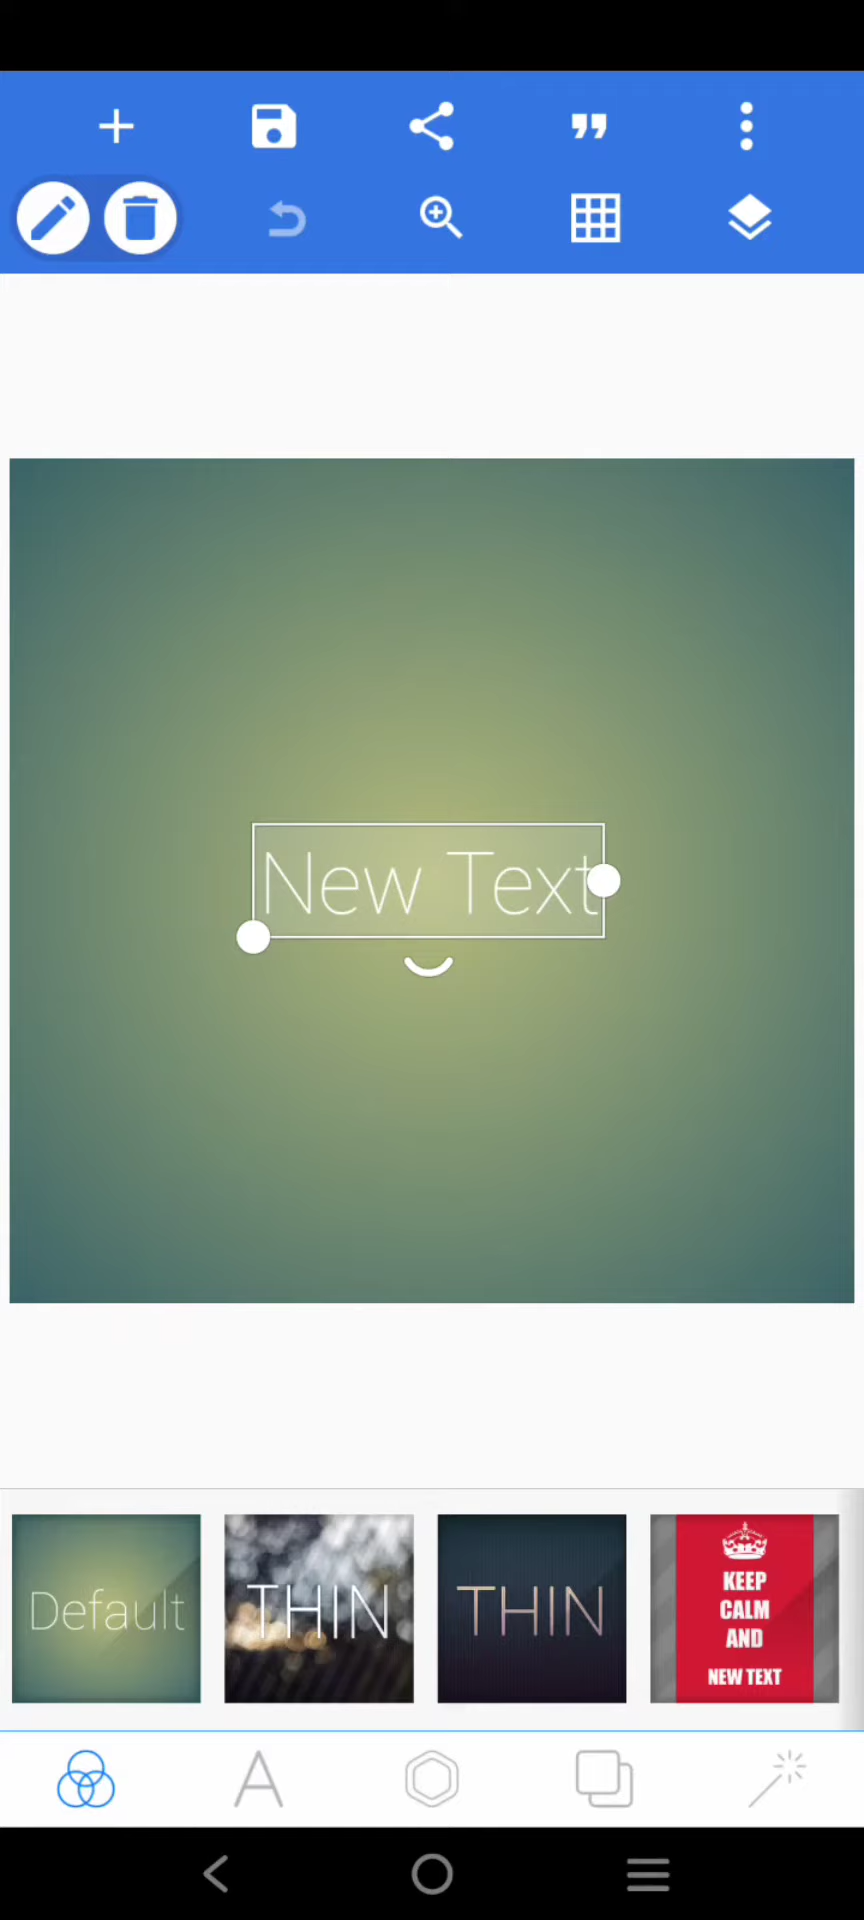 New Text
Default
THIN
THIN
KEEP
CALM
AND
NEW TEXT